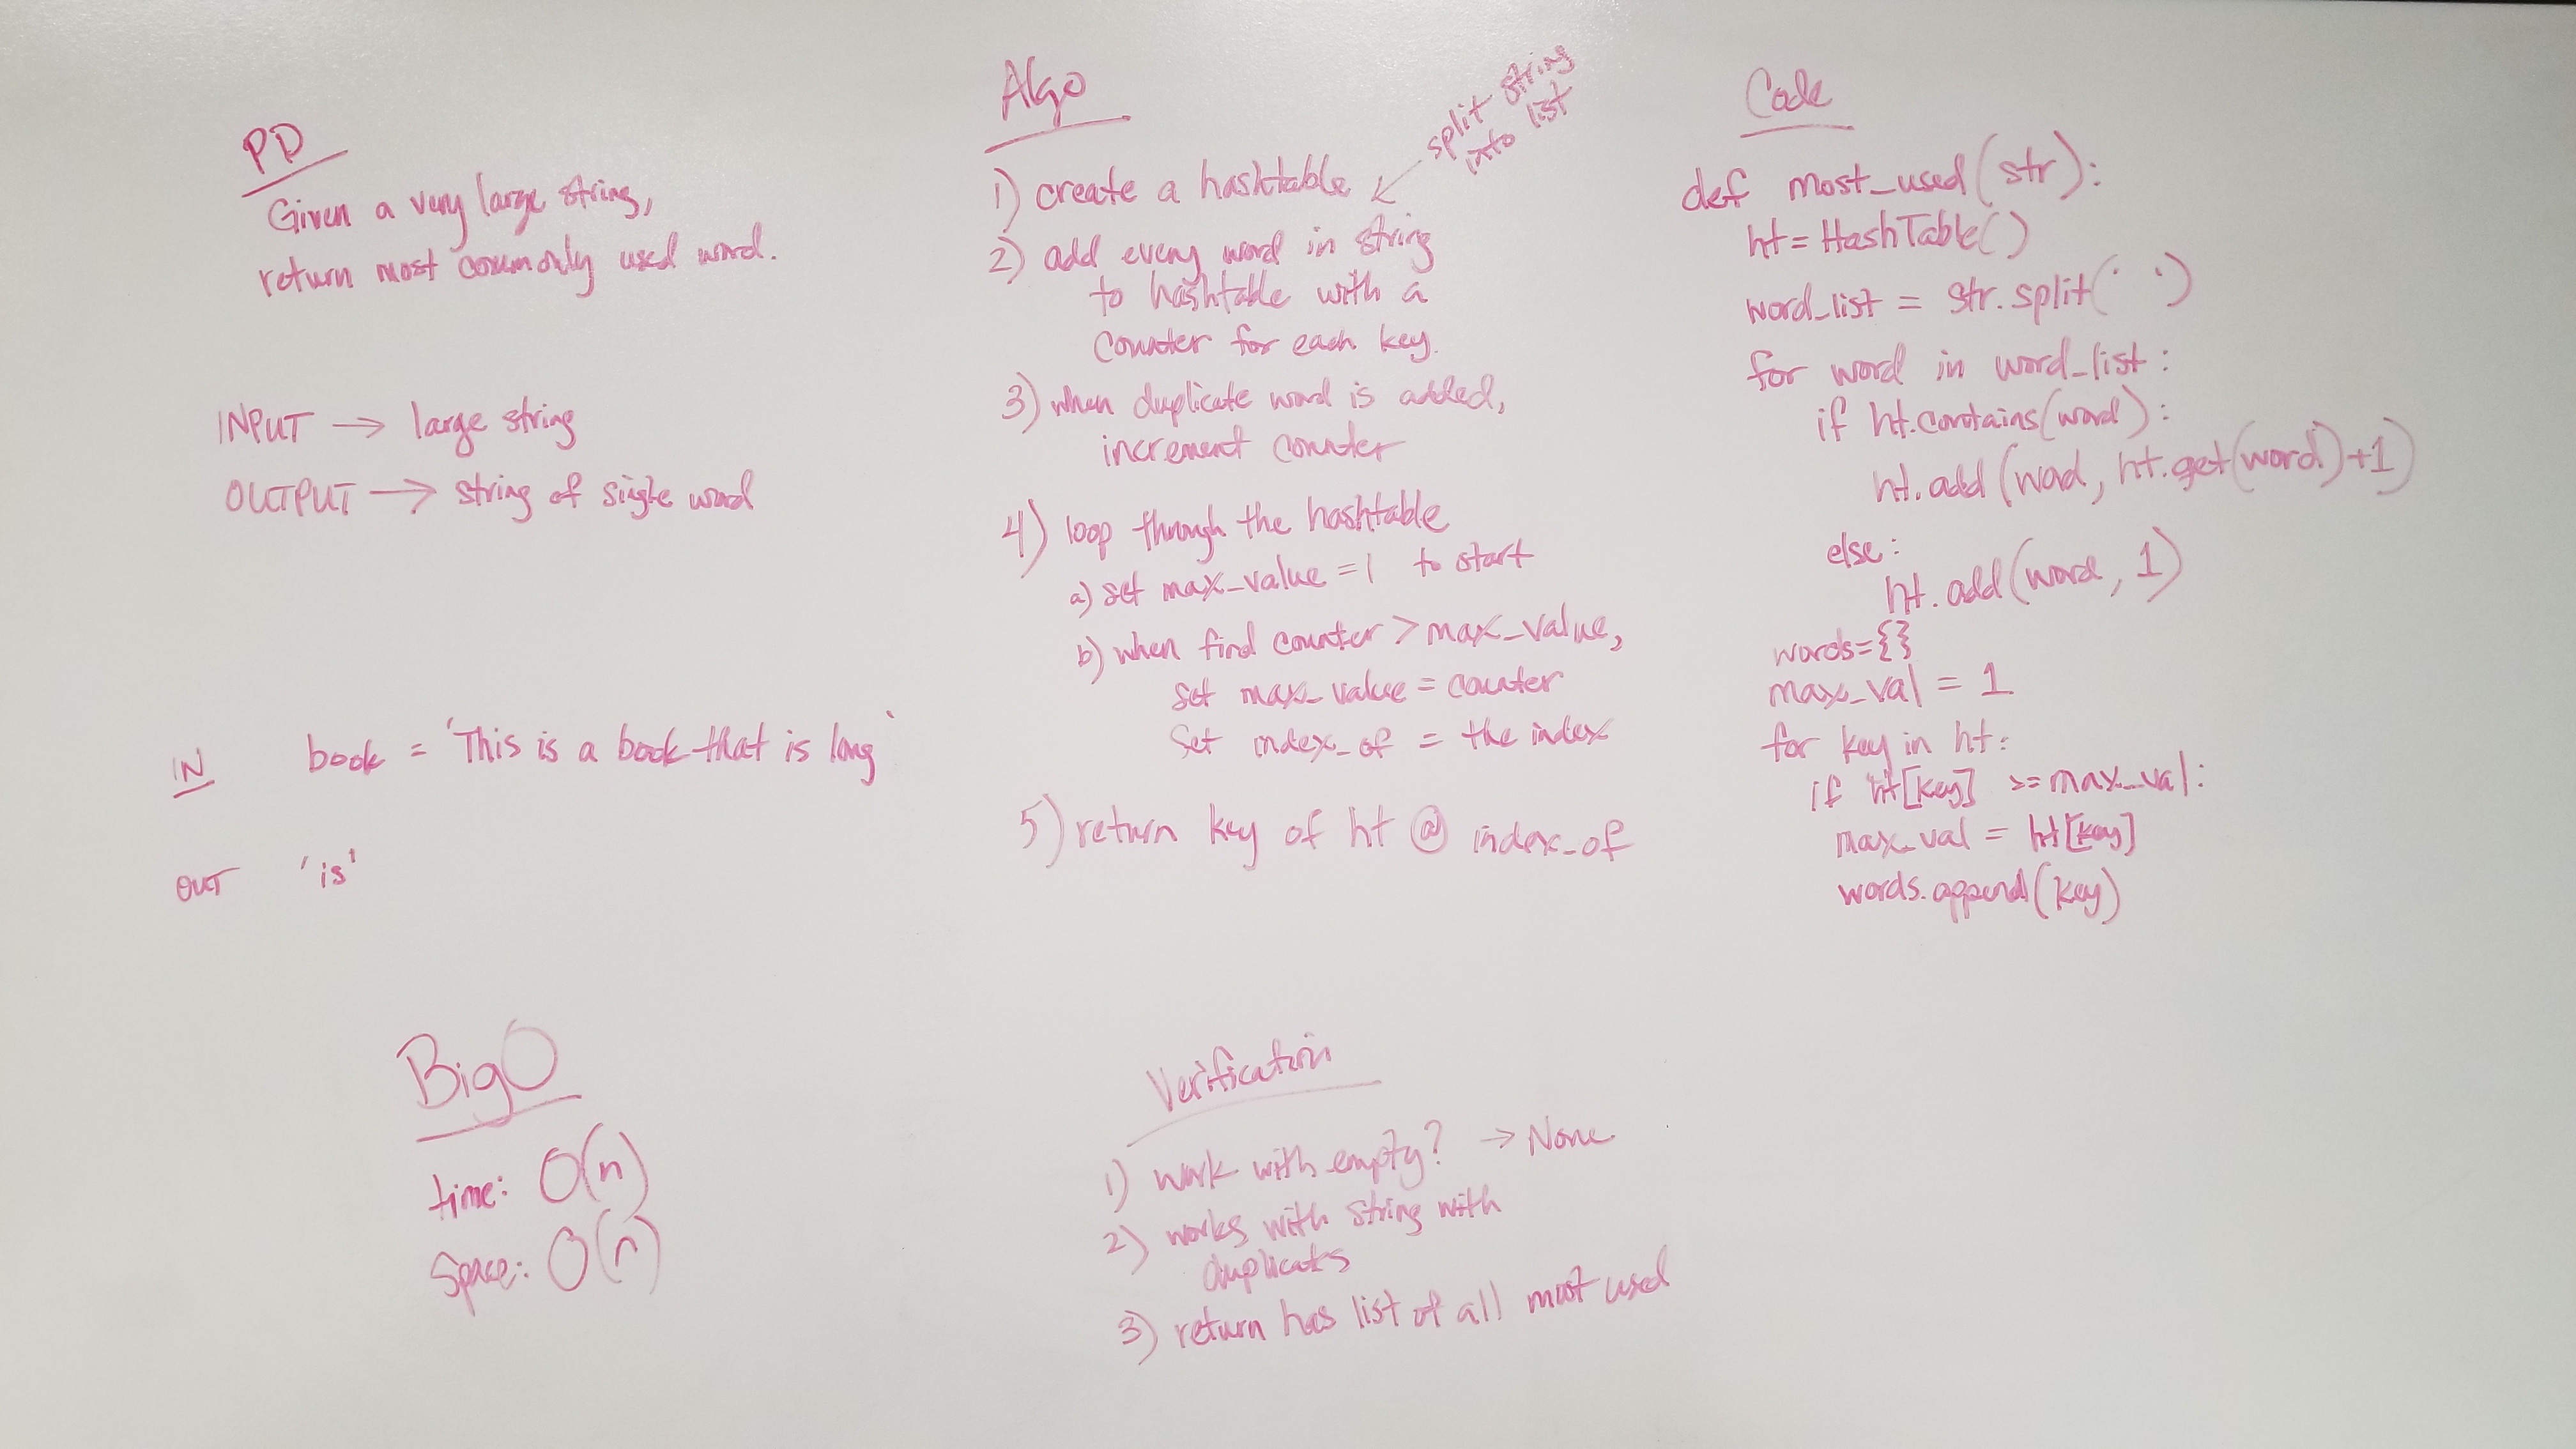 PD
Given a very large string,
return most commonly used word.
INPUT → large string
OUTPUT → string of single word
IN book = 'This is a book that is long'
OUT 'is'
Big O
time: O(n)
Space: O(n)
Algo
split string
into list
1) create a hashtable
2) add every word in string
to hashtable with a
counter for each key.
3) when duplicate word is added,
increment counter
4) loop through the hashtable
a) set max_value = 1 to start
b) when find counter > max_value,
set max_value = counter
Set index_of = the index
5) return key of ht @ index_of
Verification
1) work with empty? → None
2) works with string with
duplicates
3) return has list of all most used
Code
def most_used(str):
ht = HashTable()
word_list = str.split(' ')
for word in word_list:
if ht.contains(word):
ht.add(word, ht.get(word)+1)
else:
ht.add(word, 1)
words={}
max_val = 1
for key in ht:
if ht[key] >= max_val:
max_val = ht[key]
words.append(key)